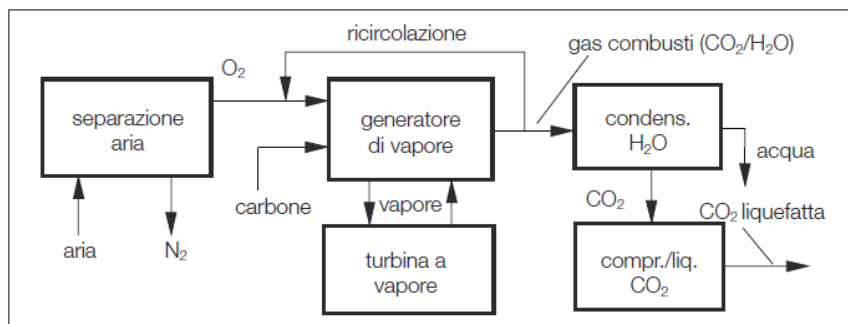 ricircolazione
gas combusti (CO₂/H₂O)
O₂
separazione
aria
generatore
di vapore
condens.
H₂O
acqua
carbone
vapore
CO₂
CO₂ liquefatta
aria
N₂
turbina a
vapore
compr./liq.
CO₂